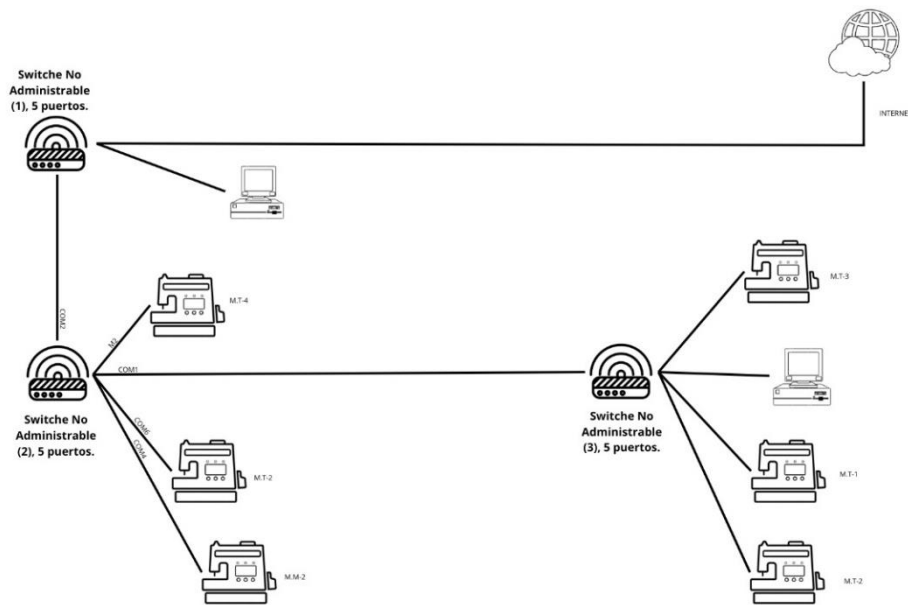 Switche No
Administrable
(1), 5 puertos.
INTERNE
COM2
M.T-4
M2
COM1
M.T-3
Switche No
Administrable
(2), 5 puertos.
COM6
COM4
M.T-2
M.M-2
Switche No
Administrable
(3), 5 puertos.
M.T-1
M.T-2